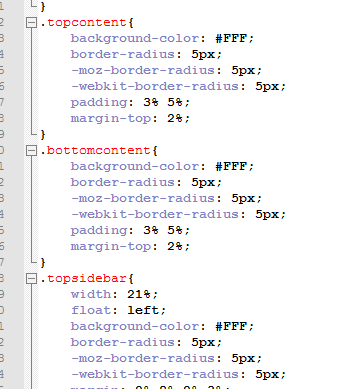 }
.topcontent{
background-color: #FFF;
border-radius: 5px;
-moz-border-radius: 5px;
-webkit-border-radius: 5px;
padding: 3% 5%;
margin-top: 2%;
}
.bottomcontent{
background-color: #FFF;
border-radius: 5px;
-moz-border-radius: 5px;
-webkit-border-radius: 5px;
padding: 3% 5%;
margin-top: 2%;
}
.topsidebar{
width: 21%;
float: left;
background-color: #FFF;
border-radius: 5px;
-moz-border-radius: 5px;
-webkit-border-radius: 5px;